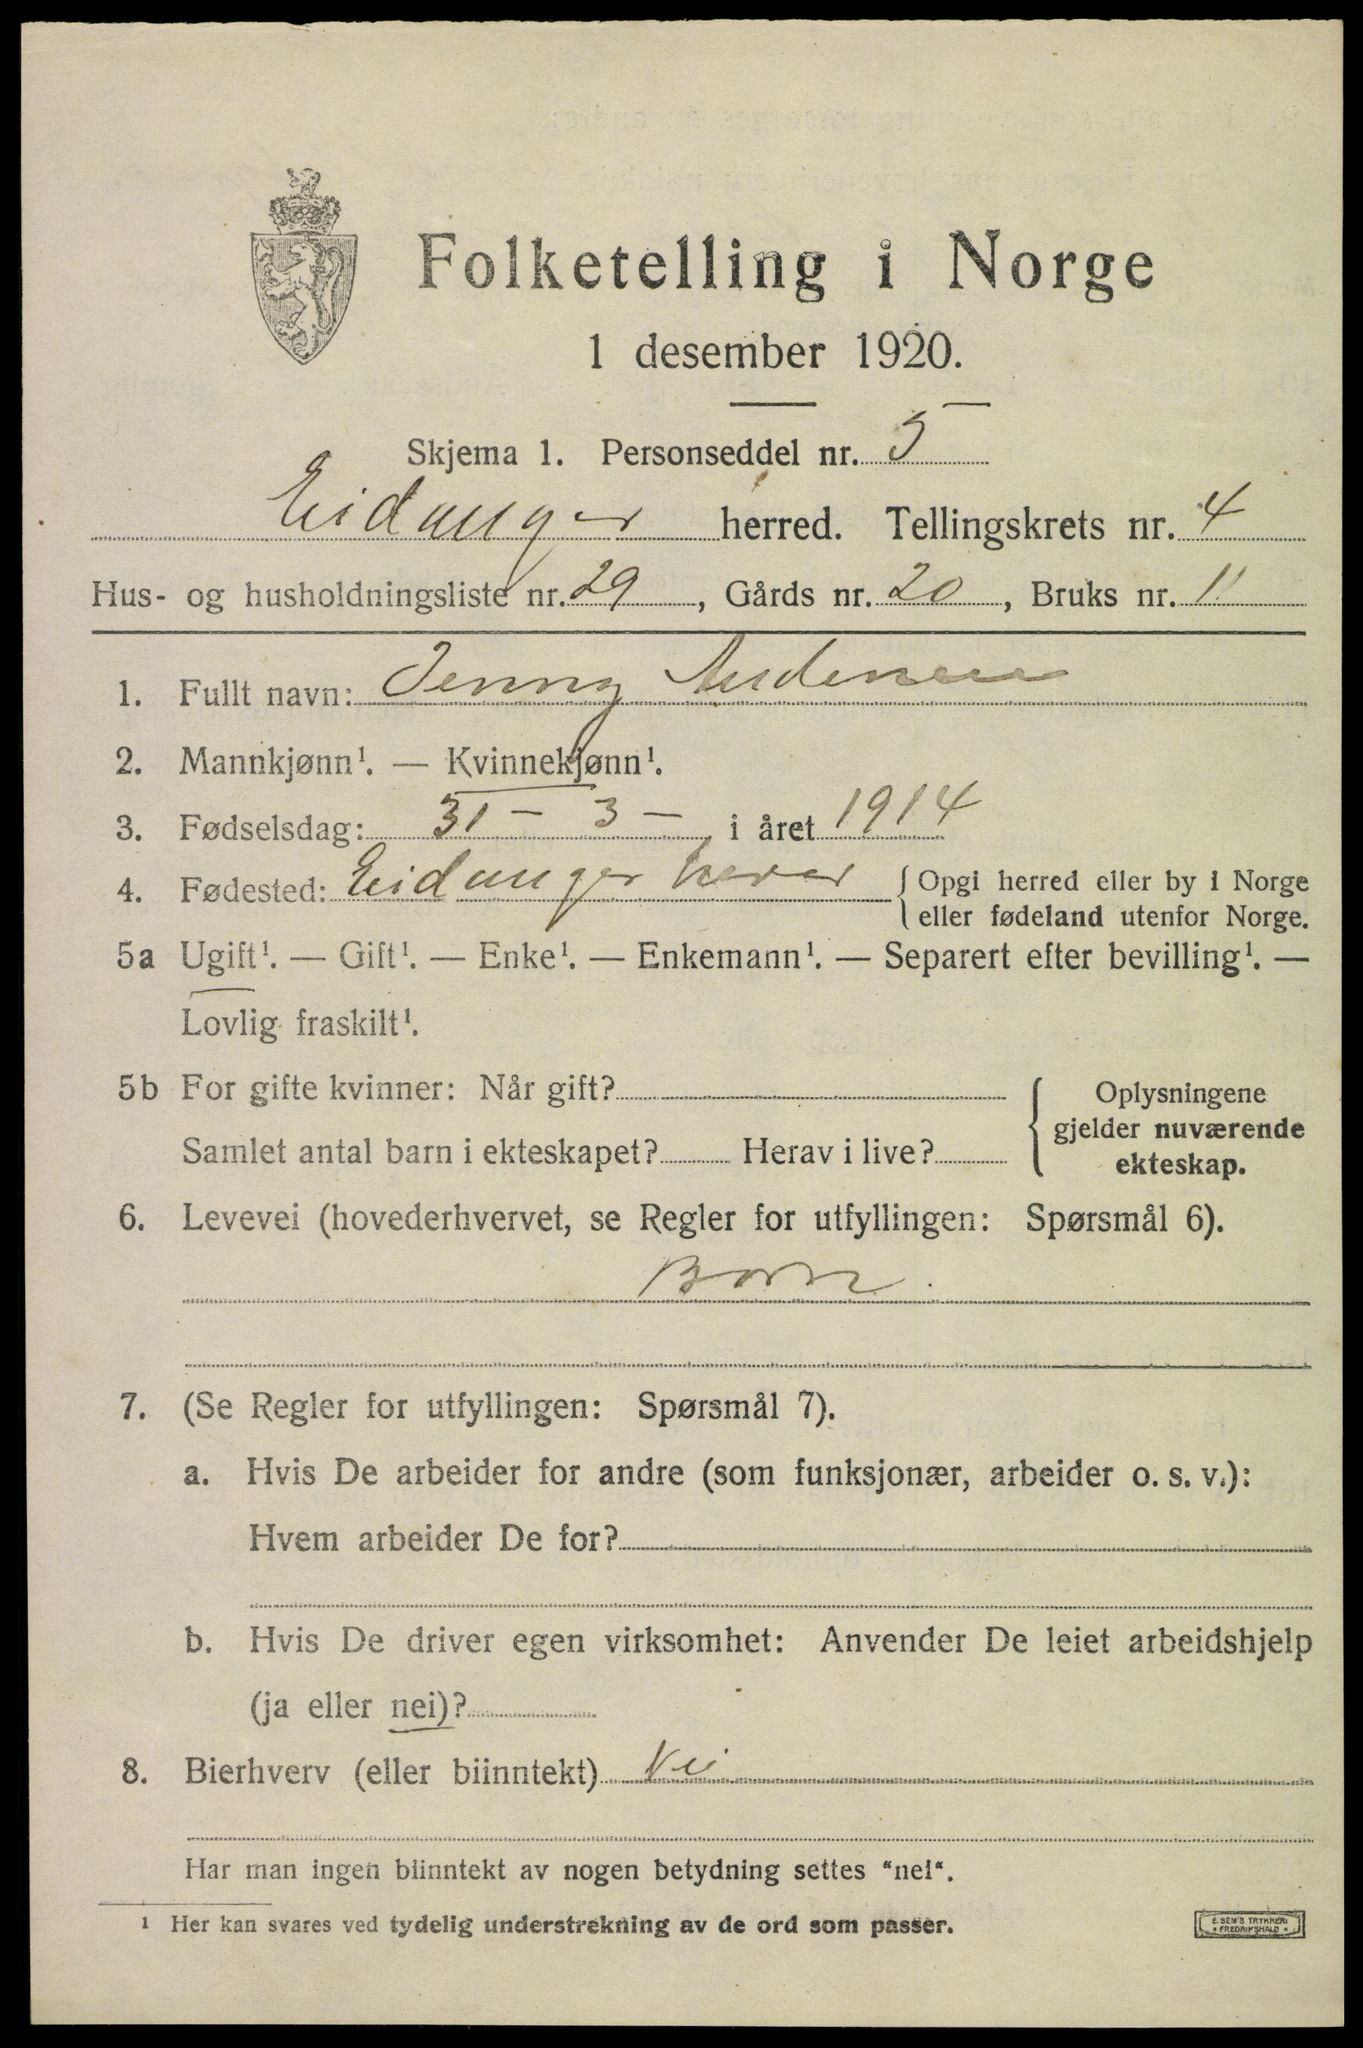 Folketelling i Norge
1 desember 1920.
Skjema 1. Personseddel nr. 5
Eidanger herred. Tellingskrets nr. 4
Hus- og husholdningsliste nr. 29, Gårds nr. 20, Bruks nr. 11
1. Fullt navn: Jenny Andersen
2. Mannkjønn¹. — Kvinnekjønn¹.
3. Fødselsdag: 31 - 3 - i året 1914
4. Fødested: Eidanger herred { Opgi herred eller by i Norge
eller fødeland utenfor Norge.
5a Ugift¹. — Gift¹. — Enke¹. — Enkemann¹. — Separert efter bevilling¹. —
Lovlig fraskilt¹.
5b For gifte kvinner: Når gift? { Oplysningene
gjelder nuværende
Samlet antal barn i ekteskapet? Herav i live? ekteskap.
6. Levevei (hovederhvervet, se Regler for utfyllingen: Spørsmål 6).
Barn.
7. (Se Regler for utfyllingen: Spørsmål 7).
a. Hvis De arbeider for andre (som funksjonær, arbeider o. s. v.):
Hvem arbeider De for?
b. Hvis De driver egen virksomhet: Anvender De leiet arbeidshjelp
(ja eller nei)?
8. Bierhverv (eller biinntekt) Nei
Har man ingen biinntekt av nogen betydning settes "nei".
¹ Her kan svares ved tydelig understrekning av de ord som passer.
E. SEM'S TRYKKERI
* FREDRIKSHALD *